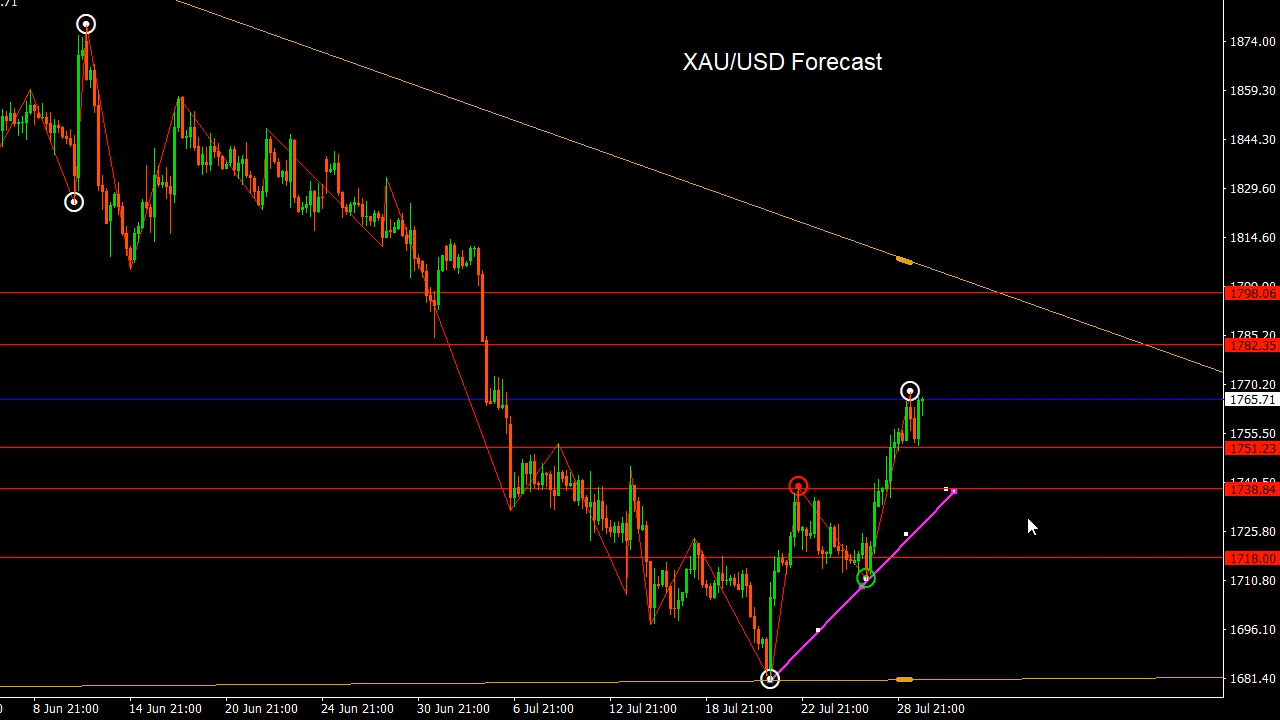 .71
XAU/USD Forecast
1874.00
1859.30
1844.30
1829.60
1814.60
1798.06
1785.20
1782.35
1770.20
1765.71
1755.50
1751.23
1738.84
1725.80
1718.00
1710.80
1696.10
1681.40
8 Jun 21:00
14 Jun 21:00
20 Jun 21:00
24 Jun 21:00
30 Jun 21:00
6 Jul 21:00
12 Jul 21:00
18 Jul 21:00
22 Jul 21:00
28 Jul 21:00